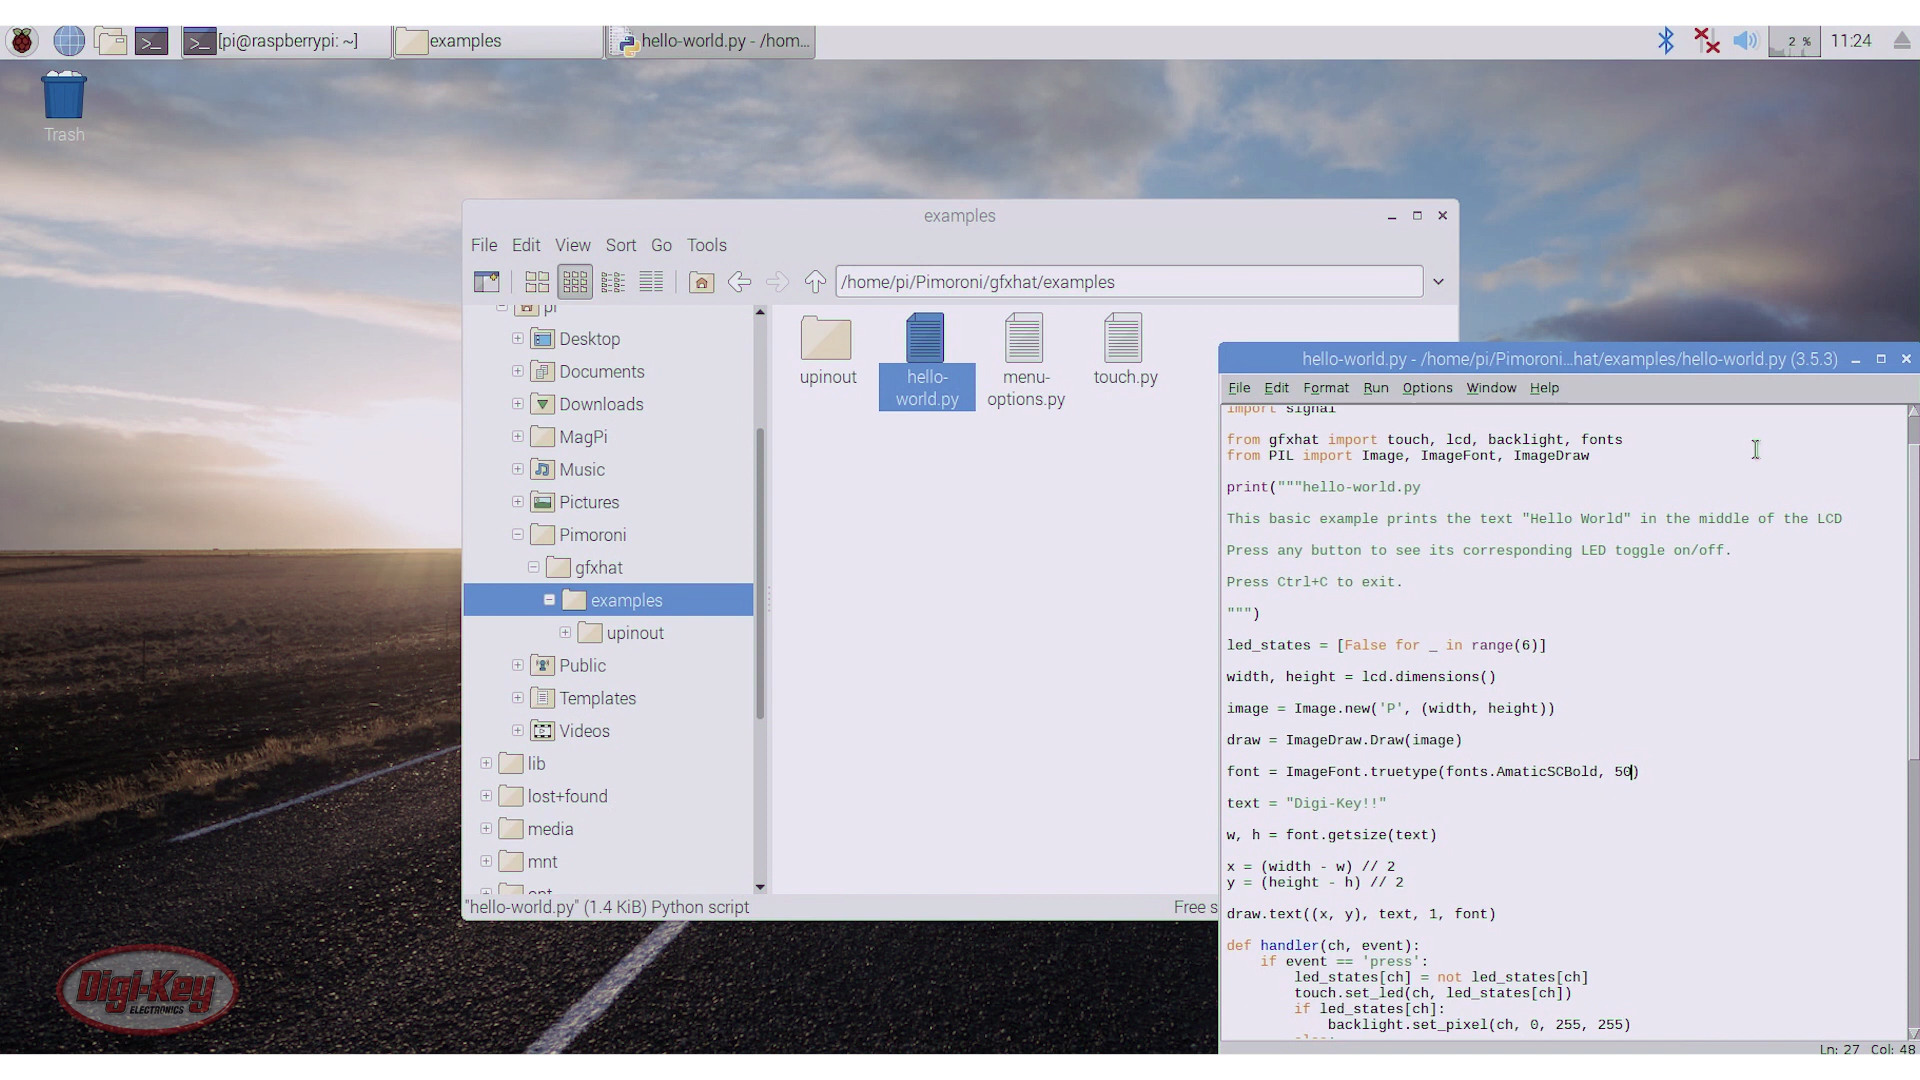 [pi@raspberrypi: ~]
examples
hello-world.py - /hom...
2 %
11:24
Trash
examples
File Edit View Sort Go Tools
/home/pi/Pimoroni/gfxhat/examples
pi
Desktop
Documents
Downloads
MagPi
Music
Pictures
Pimoroni
gfxhat
examples
upinout
Public
Templates
Videos
lib
lost+found
media
mnt
opt
upinout
hello-
world.py
menu-
options.py
touch.py
"hello-world.py" (1.4 KiB) Python script
Free s
hello-world.py - /home/pi/Pimoroni...hat/examples/hello-world.py (3.5.3)
File Edit Format Run Options Window Help
import signal
from gfxhat import touch, lcd, backlight, fonts
from PIL import Image, ImageFont, ImageDraw
print("""hello-world.py
This basic example prints the text "Hello World" in the middle of the LCD
Press any button to see its corresponding LED toggle on/off.
Press Ctrl+C to exit.
""")
led_states = [False for _ in range(6)]
width, height = lcd.dimensions()
image = Image.new('P', (width, height))
draw = ImageDraw.Draw(image)
font = ImageFont.truetype(fonts.AmaticSCBold, 50)
text = "Digi-Key!!"
w, h = font.getsize(text)
x = (width - w) // 2
y = (height - h) // 2
draw.text((x, y), text, 1, font)
def handler(ch, event):
if event == 'press':
led_states[ch] = not led_states[ch]
touch.set_led(ch, led_states[ch])
if led_states[ch]:
backlight.set_pixel(ch, 0, 255, 255)
else:
Ln: 27 Col: 48
Digi-Key
ELECTRONICS